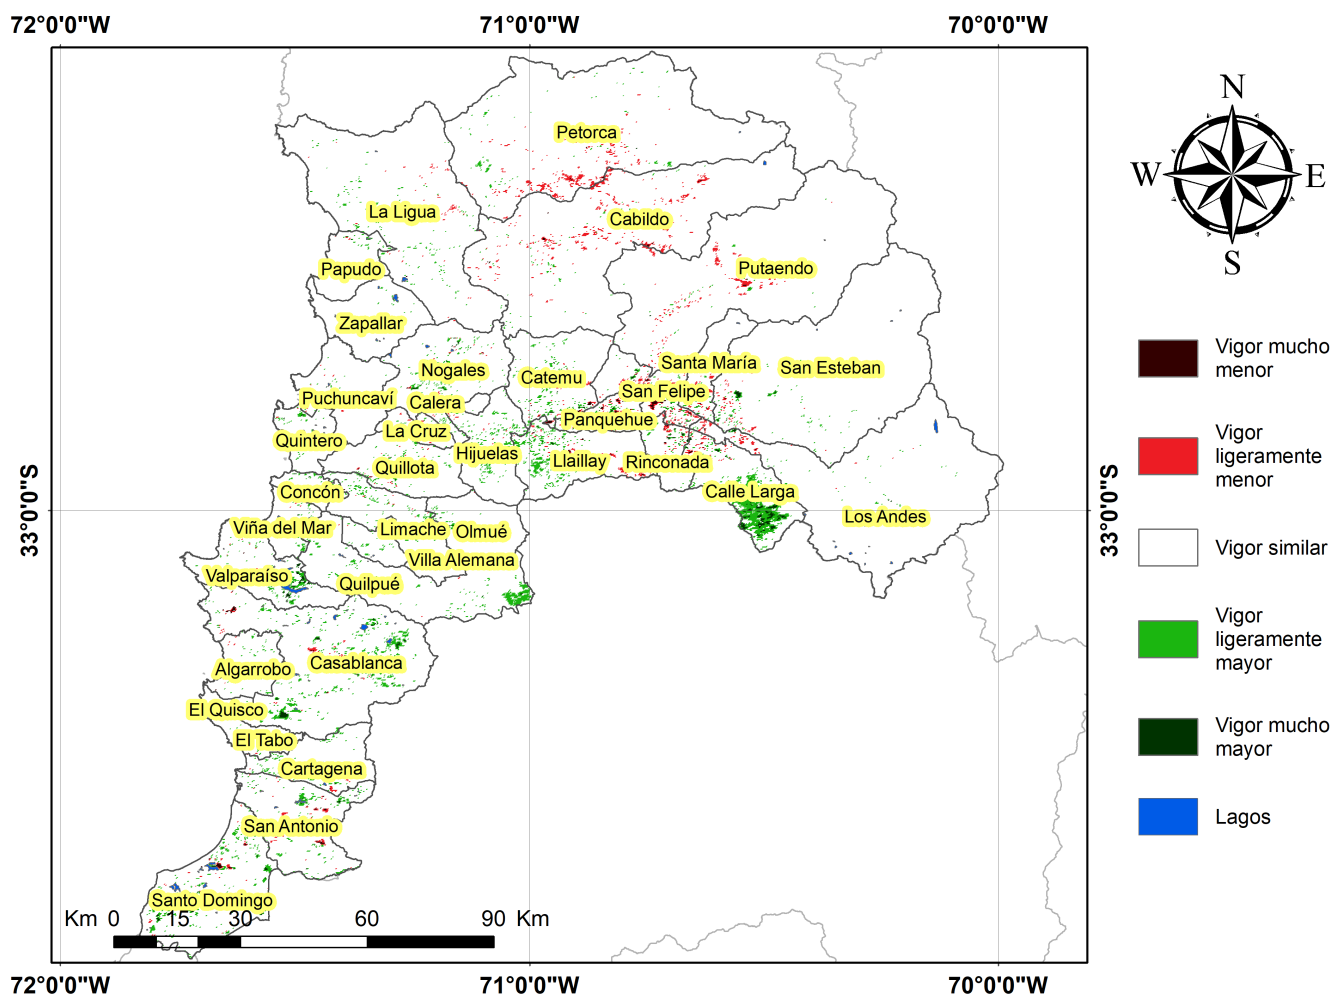 72°0'0"W 71°0'0"W 70°0'0"W
N
W E
S
Petorca
La Ligua
Cabildo
Papudo
Putaendo
Zapallar
Nogales
Catemu
Santa María
San Esteban
Puchuncaví
Calera
San Felipe
Quintero
La Cruz
Panquehue
Hijuelas
Quillota
Llaillay
Rinconada
Concón
Calle Larga
Viña del Mar
Limache
Olmué
Los Andes
Villa Alemana
Valparaíso
Quilpué
Algarrobo
Casablanca
El Quisco
El Tabo
Cartagena
San Antonio
Santo Domingo
33°0'0"S
33°0'0"S
Km 0 15 30 60 90 Km
72°0'0"W 71°0'0"W 70°0'0"W
Vigor mucho
menor
Vigor
ligeramente
menor
Vigor similar
Vigor
ligeramente
mayor
Vigor mucho
mayor
Lagos